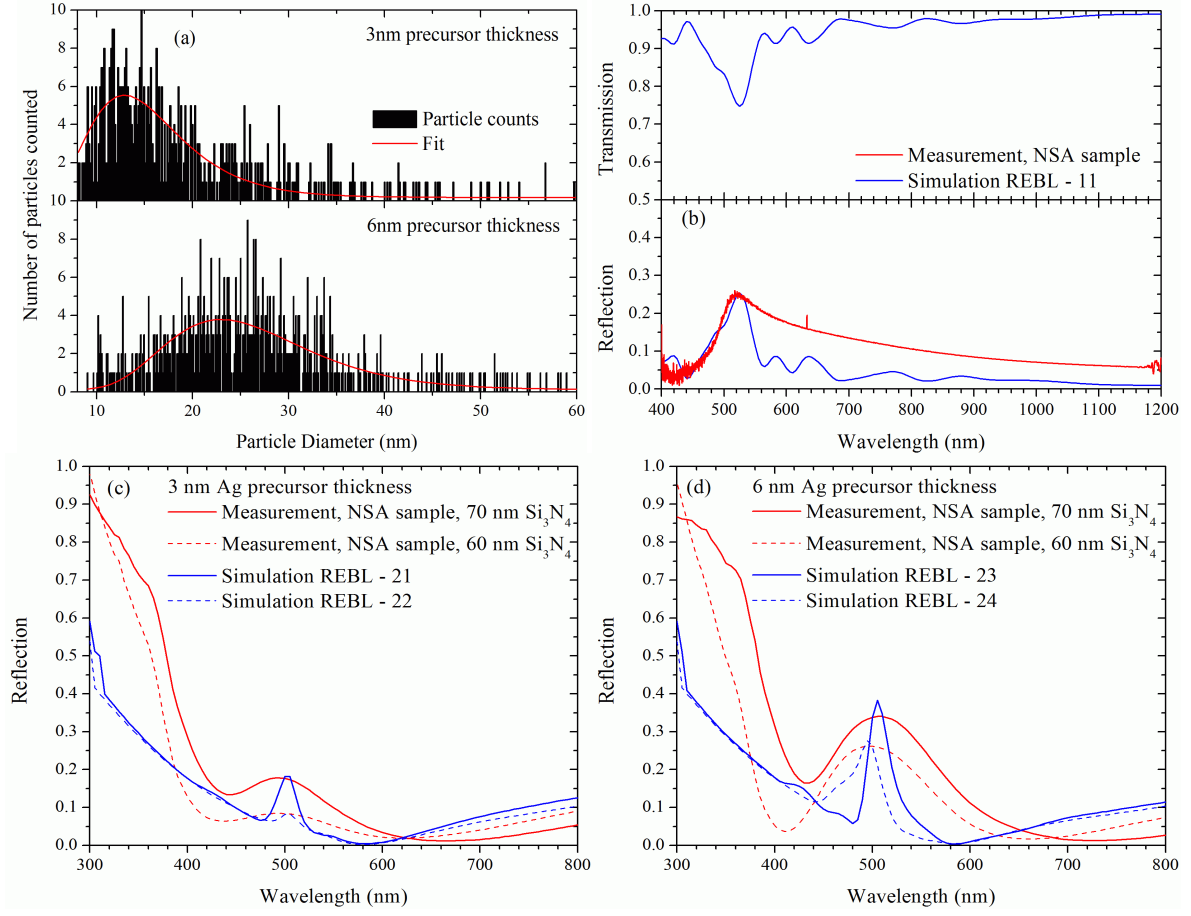 (a)
3nm precursor thickness
Particle counts
Fit
10
8
6
4
2
10
6nm precursor thickness
8
6
4
2
0
10
20
30
40
50
60
Number of particles counted
Particle Diameter (nm)
1.0
0.9
0.8
0.7
0.6
0.5
Transmission
Measurement, NSA sample
Simulation REBL - 11
(b)
0.4
0.3
0.2
0.1
0.0
Reflection
400
500
600
700
800
900
1000
1100
1200
Wavelength (nm)
(c)
3 nm Ag precursor thickness
Measurement, NSA sample, 70 nm Si₃N₄
Measurement, NSA sample, 60 nm Si₃N₄
Simulation REBL - 21
Simulation REBL - 22
1.0
0.9
0.8
0.7
0.6
0.5
0.4
0.3
0.2
0.1
0.0
Reflection
300
400
500
600
700
800
Wavelength (nm)
(d)
6 nm Ag precursor thickness
Measurement, NSA sample, 70 nm Si₃N₄
Measurement, NSA sample, 60 nm Si₃N₄
Simulation REBL - 23
Simulation REBL - 24
1.0
0.9
0.8
0.7
0.6
0.5
0.4
0.3
0.2
0.1
0.0
Reflection
300
400
500
600
700
800
Wavelength (nm)